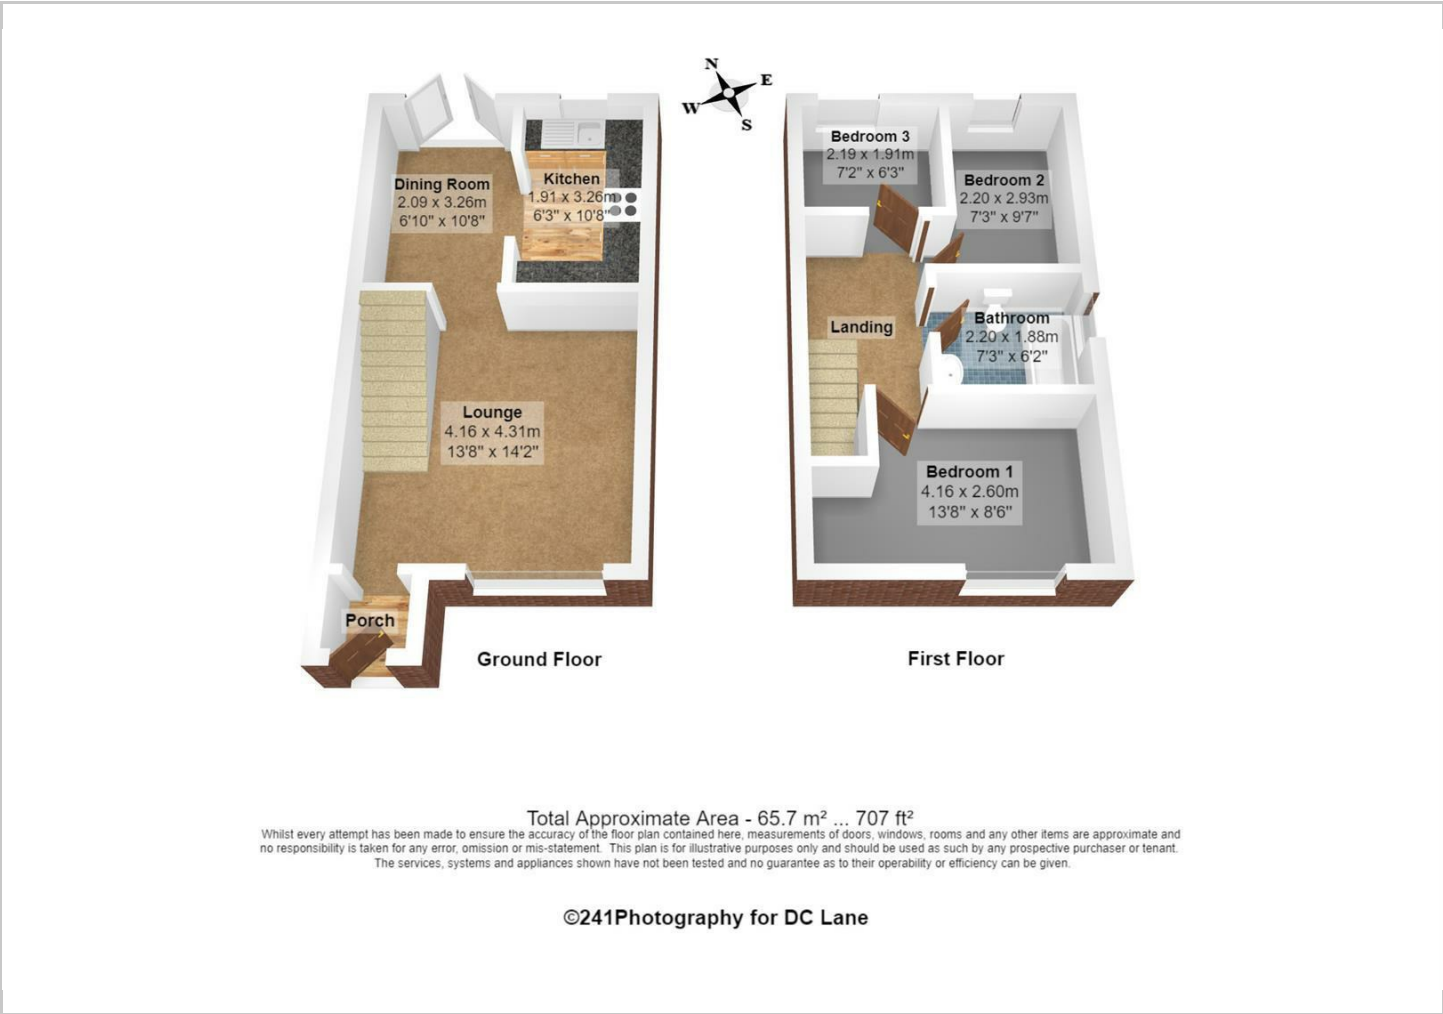 N
E
W
S
Dining Room
2.09 x 3.26m
6'10" x 10'8"
Kitchen
1.91 x 3.26m
6'3" x 10'8"
Lounge
4.16 x 4.31m
13'8" x 14'2"
Porch
Ground Floor
Bedroom 3
2.19 x 1.91m
7'2" x 6'3"
Bedroom 2
2.20 x 2.93m
7'3" x 9'7"
Landing
Bathroom
2.20 x 1.88m
7'3" x 6'2"
Bedroom 1
4.16 x 2.60m
13'8" x 8'6"
First Floor
Total Approximate Area - 65.7 m² ... 707 ft²
Whilst every attempt has been made to ensure the accuracy of the floor plan contained here, measurements of doors, windows, rooms and any other items are approximate and
no responsibility is taken for any error, omission or mis-statement. This plan is for illustrative purposes only and should be used as such by any prospective purchaser or tenant.
The services, systems and appliances shown have not been tested and no guarantee as to their operability or efficiency can be given.
©241Photography for DC Lane